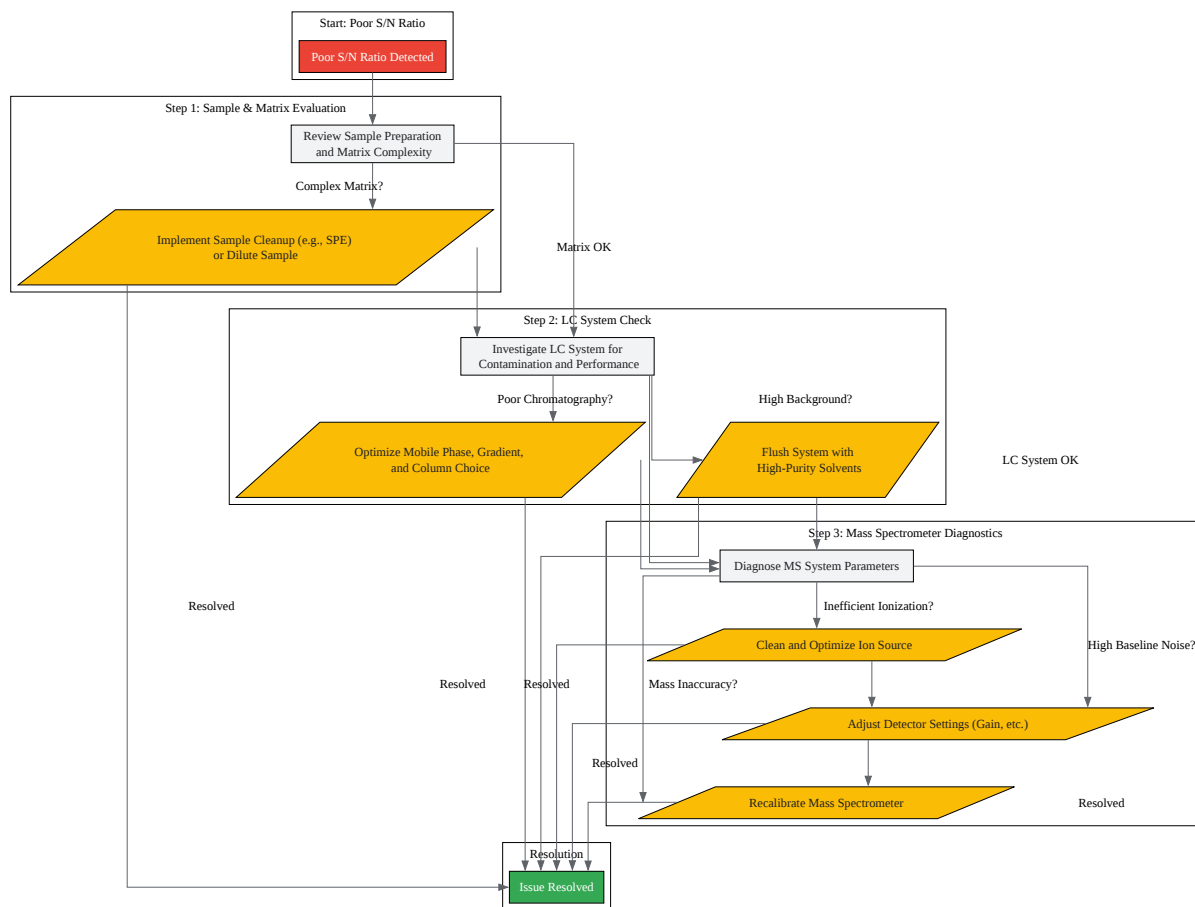 Start: Poor S/N Ratio
Poor S/N Ratio Detected
Step 1: Sample & Matrix Evaluation
Review Sample Preparation
and Matrix Complexity
Complex Matrix?
Implement Sample Cleanup (e.g., SPE)
or Dilute Sample
Matrix OK
Step 2: LC System Check
Investigate LC System for
Contamination and Performance
Poor Chromatography?
High Background?
Optimize Mobile Phase, Gradient,
and Column Choice
Flush System with
High-Purity Solvents
LC System OK
Step 3: Mass Spectrometer Diagnostics
Diagnose MS System Parameters
Resolved
Inefficient Ionization?
Clean and Optimize Ion Source
High Baseline Noise?
Resolved
Resolved
Mass Inaccuracy?
Adjust Detector Settings (Gain, etc.)
Resolved
Recalibrate Mass Spectrometer
Resolved
Resolution
Issue Resolved